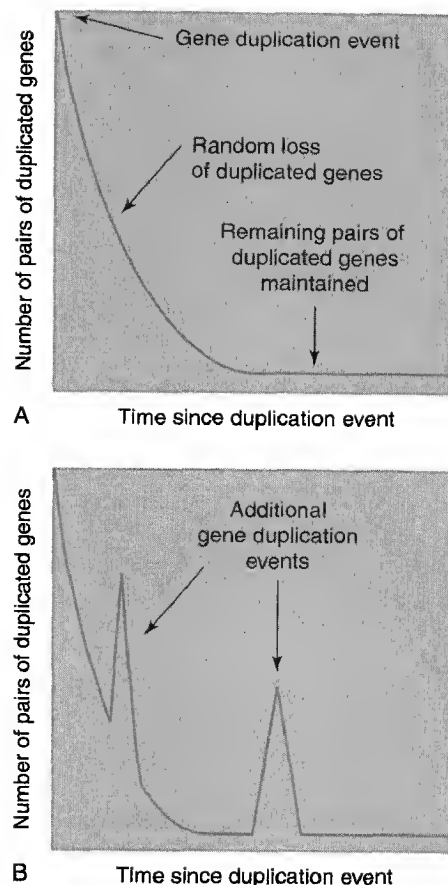 Number of pairs of duplicated genes
Gene duplication event
Random loss
of duplicated genes
Remaining pairs of
duplicated genes
maintained
A
Time since duplication event
Number of pairs of duplicated genes
Additional
gene duplication
events
B
Time since duplication event